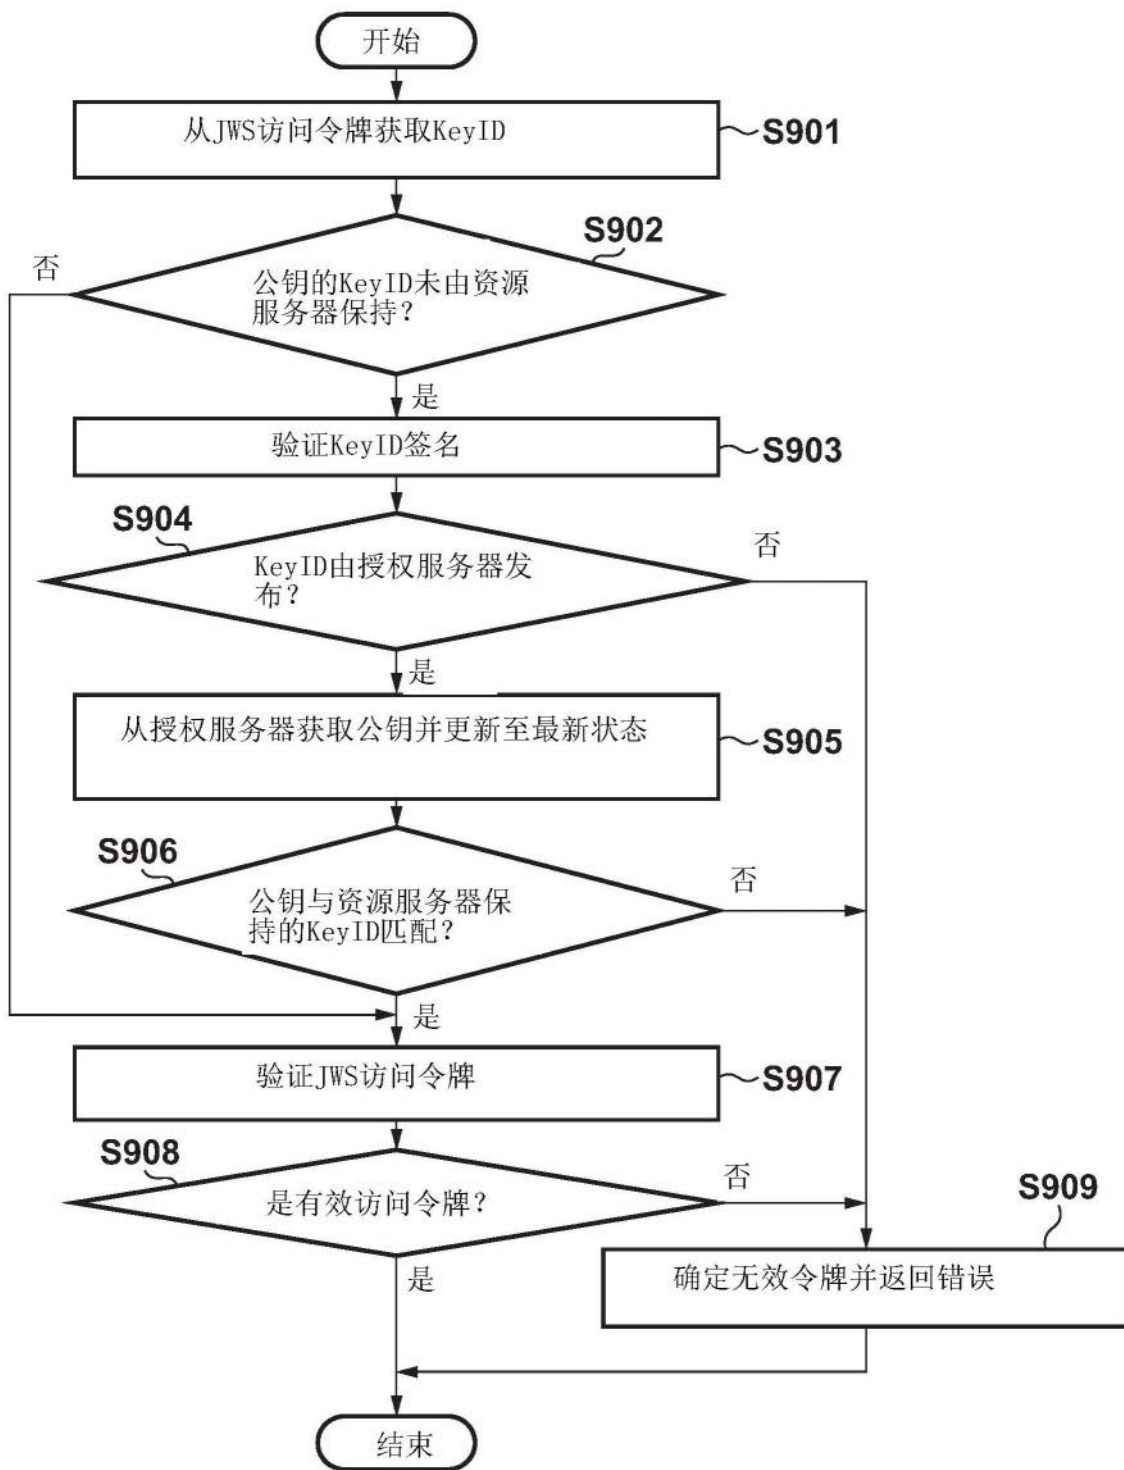 开始
从JWS访问令牌获取KeyID
S901
S902
否
公钥的KeyID未由资源
服务器保持？
是
验证KeyID签名
S903
S904
否
KeyID由授权服务器发
布？
是
从授权服务器获取公钥并更新至最新状态
S905
S906
否
公钥与资源服务器保
持的KeyID匹配？
是
验证JWS访问令牌
S907
S908
否
是有效访问令牌？
S909
是
确定无效令牌并返回错误
结束